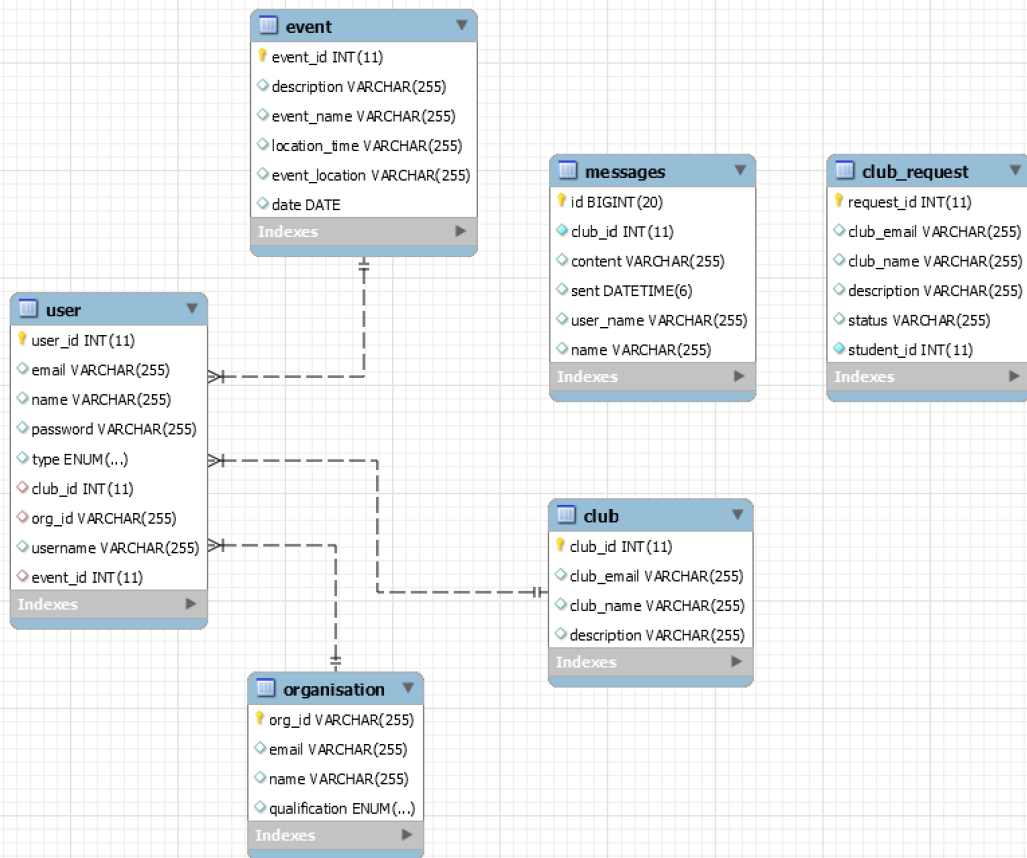 event
event_id INT(11)
description VARCHAR(255)
event_name VARCHAR(255)
location_time VARCHAR(255)
event_location VARCHAR(255)
date DATE
Indexes
messages
id BIGINT(20)
club_id INT(11)
content VARCHAR(255)
sent DATETIME(6)
user_name VARCHAR(255)
name VARCHAR(255)
Indexes
club_request
request_id INT(11)
club_email VARCHAR(255)
club_name VARCHAR(255)
description VARCHAR(255)
status VARCHAR(255)
student_id INT(11)
Indexes
user
user_id INT(11)
email VARCHAR(255)
name VARCHAR(255)
password VARCHAR(255)
type ENUM(...)
club_id INT(11)
org_id VARCHAR(255)
username VARCHAR(255)
event_id INT(11)
Indexes
club
club_id INT(11)
club_email VARCHAR(255)
club_name VARCHAR(255)
description VARCHAR(255)
Indexes
organisation
org_id VARCHAR(255)
email VARCHAR(255)
name VARCHAR(255)
qualification ENUM(...)
Indexes